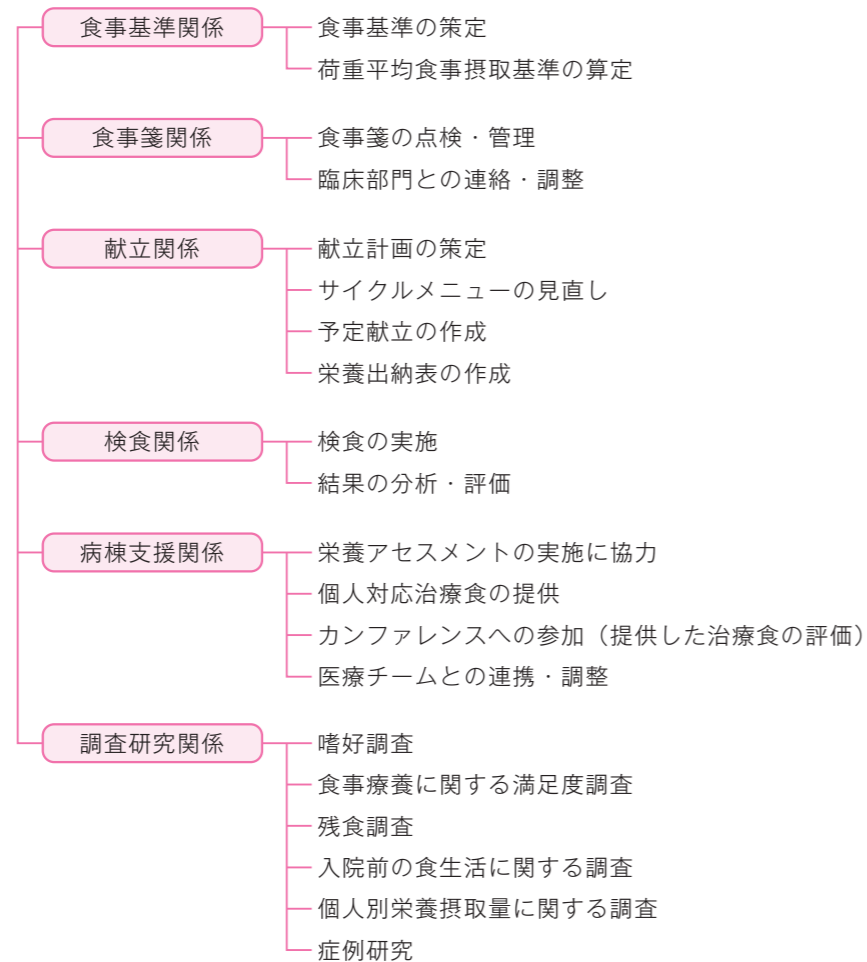 食事基準関係
食事基準の策定
荷重平均食事摂取基準の算定
食事箋関係
食事箋の点検・管理
臨床部門との連絡・調整
献立関係
献立計画の策定
サイクルメニューの見直し
予定献立の作成
栄養出納表の作成
検食関係
検食の実施
結果の分析・評価
病棟支援関係
栄養アセスメントの実施に協力
個人対応治療食の提供
カンファレンスへの参加（提供した治療食の評価）
医療チームとの連携・調整
調査研究関係
嗜好調査
食事療養に関する満足度調査
残食調査
入院前の食生活に関する調査
個人別栄養摂取量に関する調査
症例研究